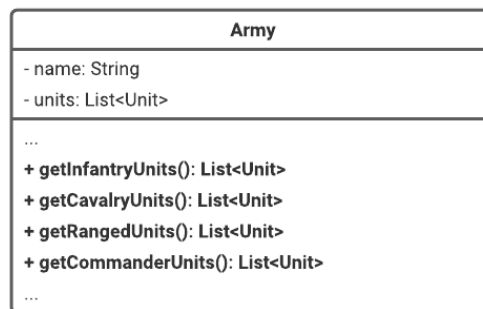 Army
- name: String
- units: List<Unit>
...
+ getInfantryUnits(): List<Unit>
+ getCavalryUnits(): List<Unit>
+ getRangedUnits(): List<Unit>
+ getCommanderUnits(): List<Unit>
...